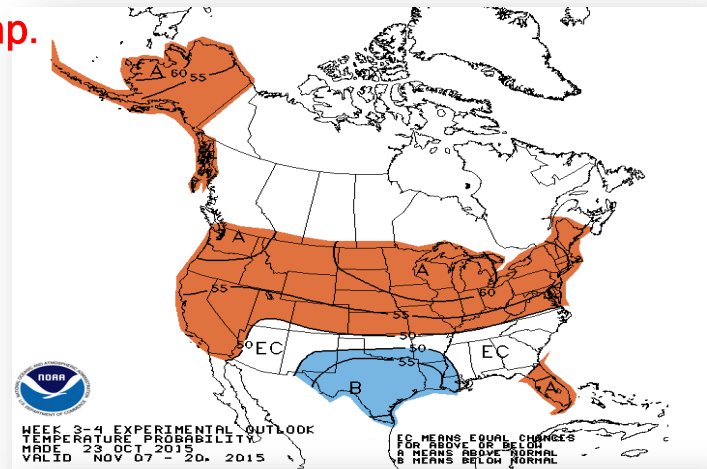 np.
A
60 55
A
A
55
60
55
50
50 EC
50
EC
55
B
A
NOAA
WEEK 3-4 EXPERIMENTAL OUTLOOK
TEMPERATURE PROBABILITY
MADE 23 OCT 2015
VALID NOV 07 - 20, 2015
EC MEANS EQUAL CHANCES
FOR ABOVE OR BELOW
A MEANS ABOVE NORMAL
B MEANS BELOW NORMAL